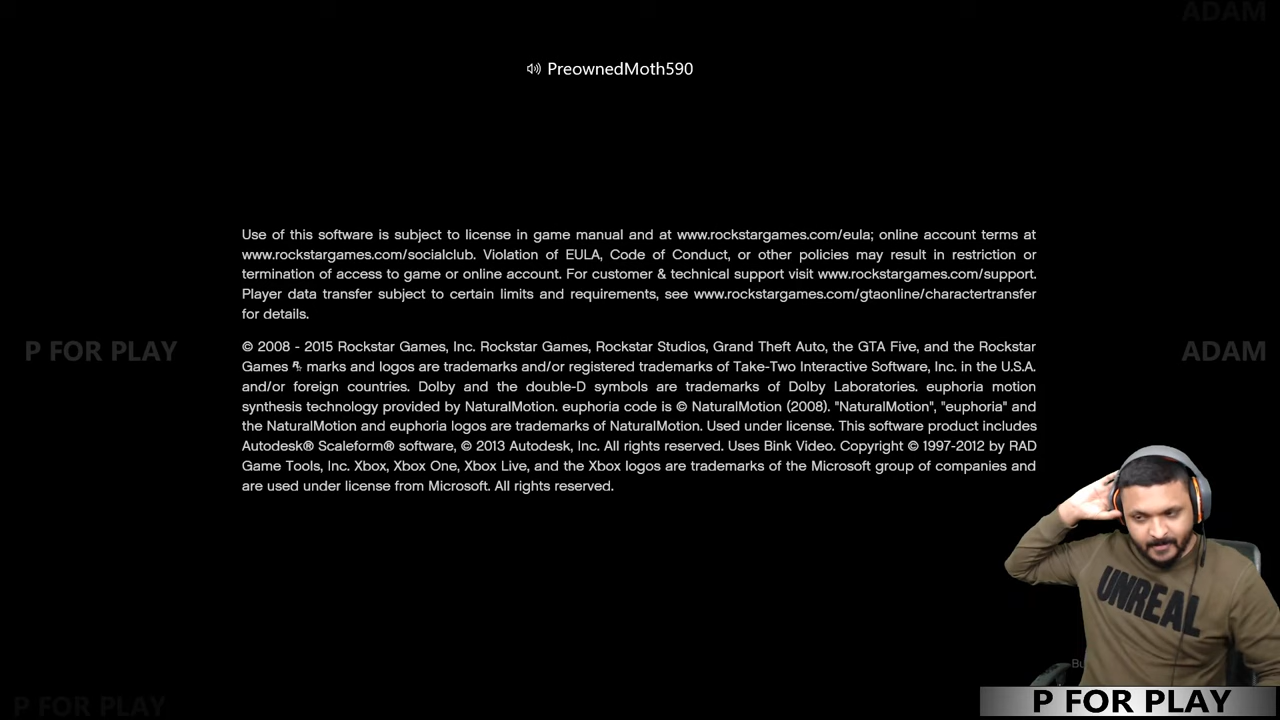 ADAM
PreownedMoth590
Use of this software is subject to license in game manual and at www.rockstargames.com/eula; online account terms at
www.rockstargames.com/socialclub. Violation of EULA, Code of Conduct, or other policies may result in restriction or
termination of access to game or online account. For customer & technical support visit www.rockstargames.com/support.
Player data transfer subject to certain limits and requirements, see www.rockstargames.com/gtaonline/charactertransfer
for details.
© 2008 - 2015 Rockstar Games, Inc. Rockstar Games, Rockstar Studios, Grand Theft Auto, the GTA Five, and the Rockstar
Games marks and logos are trademarks and/or registered trademarks of Take-Two Interactive Software, Inc. in the U.S.A.
and/or foreign countries. Dolby and the double-D symbols are trademarks of Dolby Laboratories. euphoria motion
synthesis technology provided by NaturalMotion. euphoria code is © NaturalMotion (2008). "NaturalMotion", "euphoria" and
the NaturalMotion and euphoria logos are trademarks of NaturalMotion. Used under license. This software product includes
Autodesk® Scaleform® software, © 2013 Autodesk, Inc. All rights reserved. Uses Bink Video. Copyright © 1997-2012 by RAD
Game Tools, Inc. Xbox, Xbox One, Xbox Live, and the Xbox logos are trademarks of the Microsoft group of companies and
are used under license from Microsoft. All rights reserved.
P FOR PLAY
ADAM
UNREAL
P FOR PLAY
P FOR PLAY